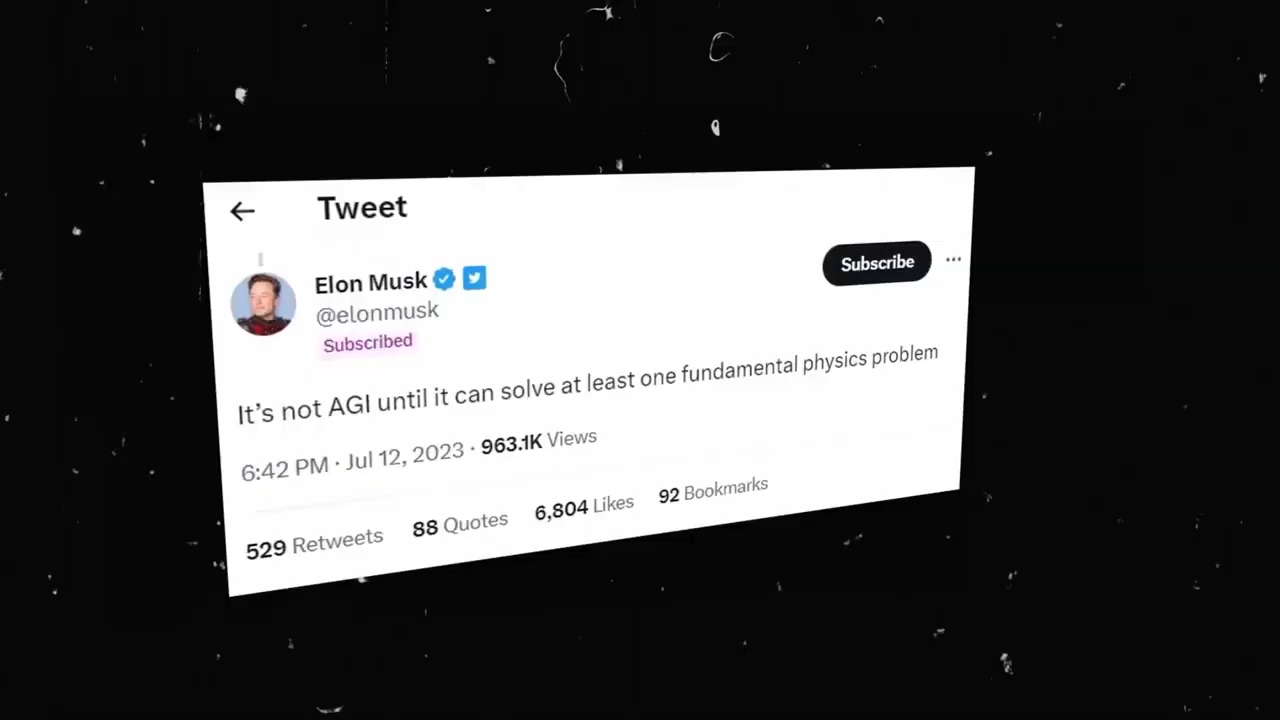 Tweet
Elon Musk
Subscribe
@elonmusk
Subscribed
It’s not AGI until it can solve at least one fundamental physics problem
6:42 PM · Jul 12, 2023 · 963.1K Views
529 Retweets 88 Quotes 6,804 Likes 92 Bookmarks